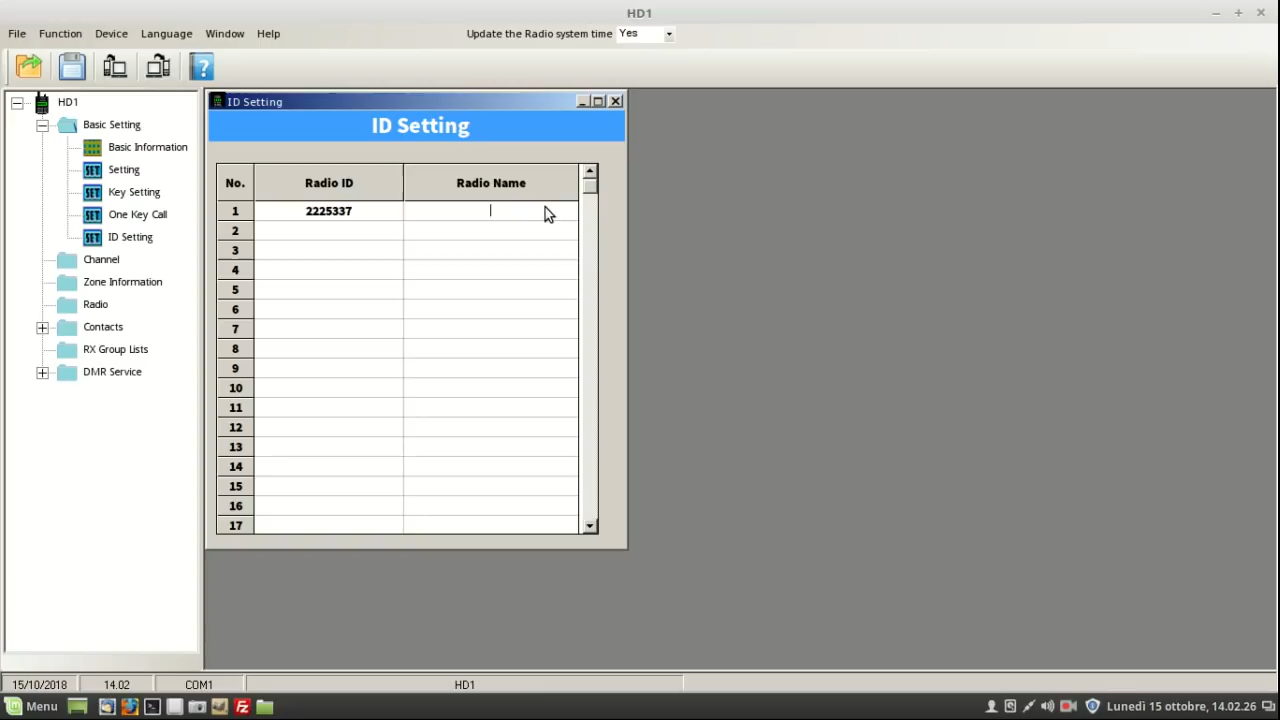 HD1
File Function Device Language Window Help Update the Radio system time Yes
HD1
Basic Setting
Basic Information
SET Setting
SET Key Setting
SET One Key Call
SET ID Setting
Channel
Zone Information
Radio
Contacts
RX Group Lists
DMR Service
ID Setting
ID Setting
No. Radio ID Radio Name
1 2225337
2
3
4
5
6
7
8
9
10
11
12
13
14
15
16
17
15/10/2018 14.02 COM1 HD1
Menu Lunedì 15 ottobre, 14.02.26